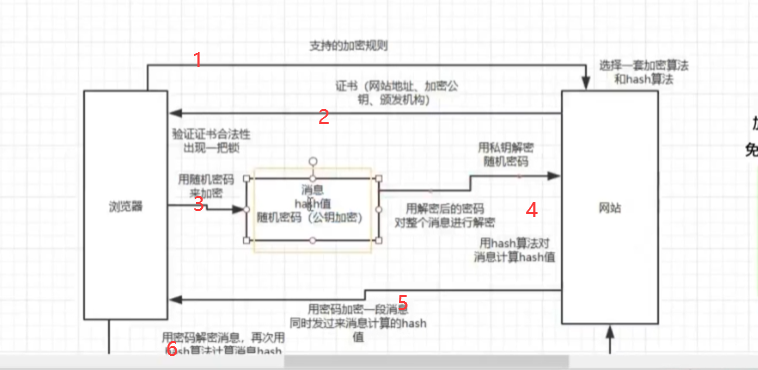 支持的加密规则
1
选择一套加密算法
和hash算法
证书（网站地址、加密公
钥、颁发机构）
2
验证证书合法性
出现一把锁
用私钥解密
随机密码
用随机密码
来加密
3
消息
hash值
随机密码（公钥加密）
浏览器
网站
用解密后的密码
对整个消息进行解密
4
用hash算法对
消息计算hash值
5
用密码加密一段消息
同时发过来消息计算的hash
值
用密码解密消息，再次用
hash算法计算消息hash
6
免